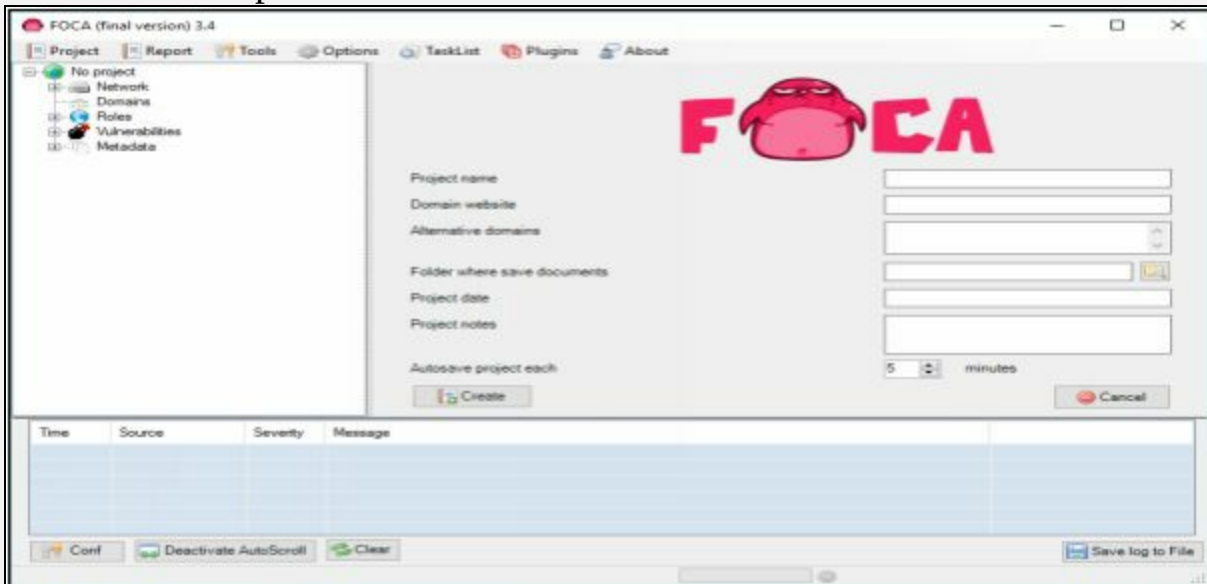 FOCA (final version) 3.4
Project Report Tools Options TaskList Plugins About
No project
Network
Domains
Roles
Vulnerabilities
Metadata
FOCA
Project name
Domain website
Alternative domains
Folder where save documents
Project date
Project notes
Autosave project each 5 minutes
Create Cancel
Time Source Severity Message
Conf Deactivate AutoScroll Clear Save log to File